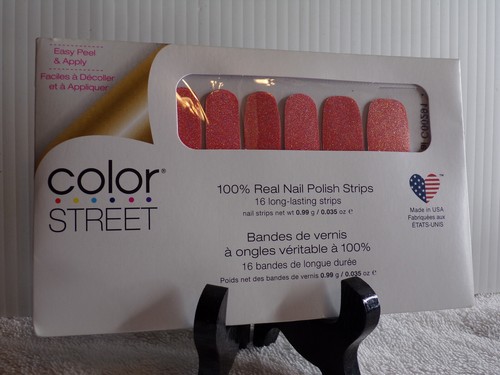 Easy Peel
& Apply
Faciles à Décoller
et à Appliquer
color®
STREET
100% Real Nail Polish Strips
16 long-lasting strips
nail strips net wt 0.99 g / 0.035 oz ℮
Bandes de vernis
à ongles véritable à 100%
16 bandes de longue durée
Poids net des bandes de vernis 0.99 g / 0.035 oz ℮
Made in USA
Fabriquées aux
ÉTATS-UNIS